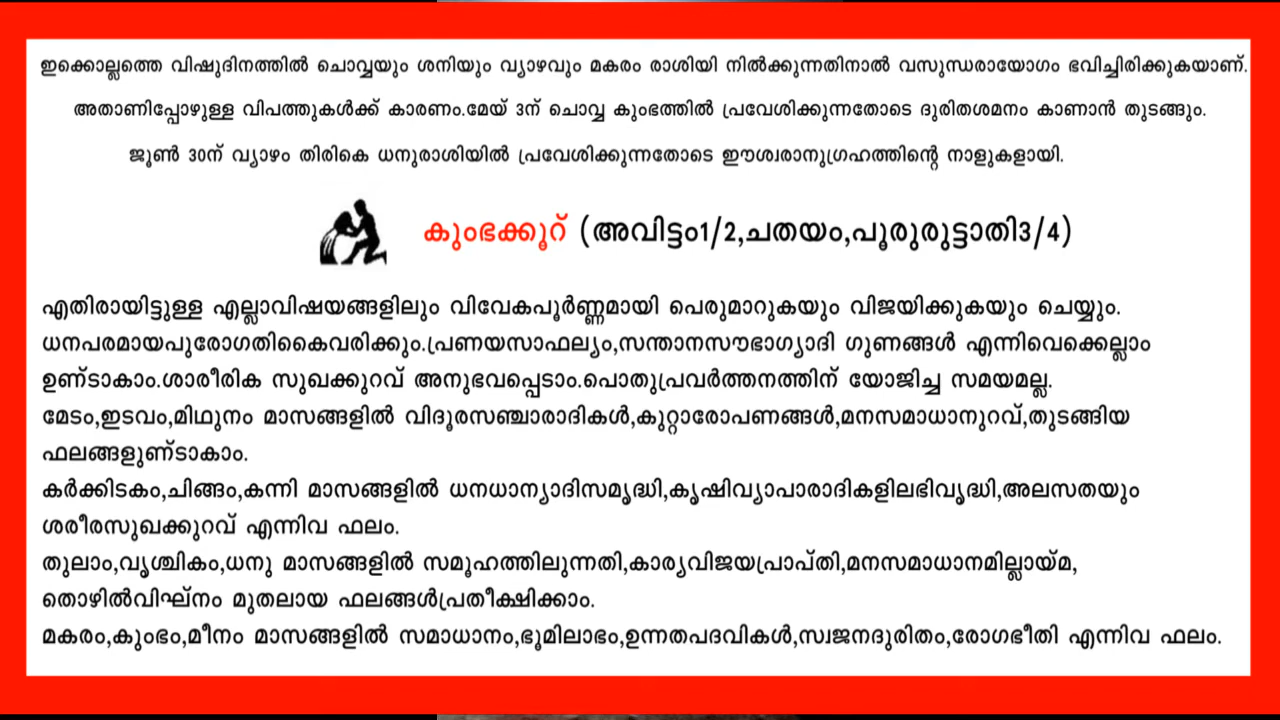 ഇക്കൊല്ലത്തെ വിഷുദിനത്തിൽ ചൊവ്വയും ശനിയും വ്യാഴവും മകരം രാശിയി നിൽക്കുന്നതിനാൽ വസുന്ധരായോഗം ഭവിച്ചിരിക്കുകയാണ്.
അതാണിപ്പോഴുള്ള വിപത്തുകൾക്ക് കാരണം.മേയ് 3ന് ചൊവ്വ കുംഭത്തിൽ പ്രവേശിക്കുന്നതോടെ ദുരിതശമനം കാണാൻ തുടങ്ങും.
ജൂൺ 30ന് വ്യാഴം തിരികെ ധനുരാശിയിൽ പ്രവേശിക്കുന്നതോടെ ഈശ്വരാനുഗ്രഹത്തിന്റെ നാളുകളായി.
കുംഭക്കൂറ് (അവിട്ടം1/2,ചതയം,പൂരുരുട്ടാതി3/4)
എതിരായിട്ടുള്ള എല്ലാവിഷയങ്ങളിലും വിവേകപൂർണ്ണമായി പെരുമാറുകയും വിജയിക്കുകയും ചെയ്യും.
ധനപരമായപുരോഗതികൈവരിക്കും.പ്രണയസാഫല്യം,സന്താനസൗഭാഗ്യാദി ഗുണങ്ങൾ എന്നിവെക്കെല്ലാം
ഉണ്ടാകാം.ശാരീരിക സുഖക്കുറവ് അനുഭവപ്പെടാം.പൊതുപ്രവർത്തനത്തിന് യോജിച്ച സമയമല്ല.
മേടം,ഇടവം,മിഥുനം മാസങ്ങളിൽ വിദൂരസഞ്ചാരാദികൾ,കുറ്റാരോപണങ്ങൾ,മനസമാധാനുറവ്,തുടങ്ങിയ
ഫലങ്ങളുണ്ടാകാം.
കർക്കിടകം,ചിങ്ങം,കന്നി മാസങ്ങളിൽ ധനധാന്യാദിസമൃദ്ധി,കൃഷിവ്യാപാരാദികളിലഭിവൃദ്ധി,അലസതയും
ശരീരസുഖക്കുറവ് എന്നിവ ഫലം.
തുലാം,വൃശ്ചികം,ധനു മാസങ്ങളിൽ സമൂഹത്തിലുന്നതി,കാര്യവിജയപ്രാപ്തി,മനസമാധാനമില്ലായ്മ,
തൊഴിൽവിഘ്നം മുതലായ ഫലങ്ങൾപ്രതീക്ഷിക്കാം.
മകരം,കുംഭം,മീനം മാസങ്ങളിൽ സമാധാനം,ഭൂമിലാഭം,ഉന്നതപദവികൾ,സ്വജനദുരിതം,രോഗഭീതി എന്നിവ ഫലം.